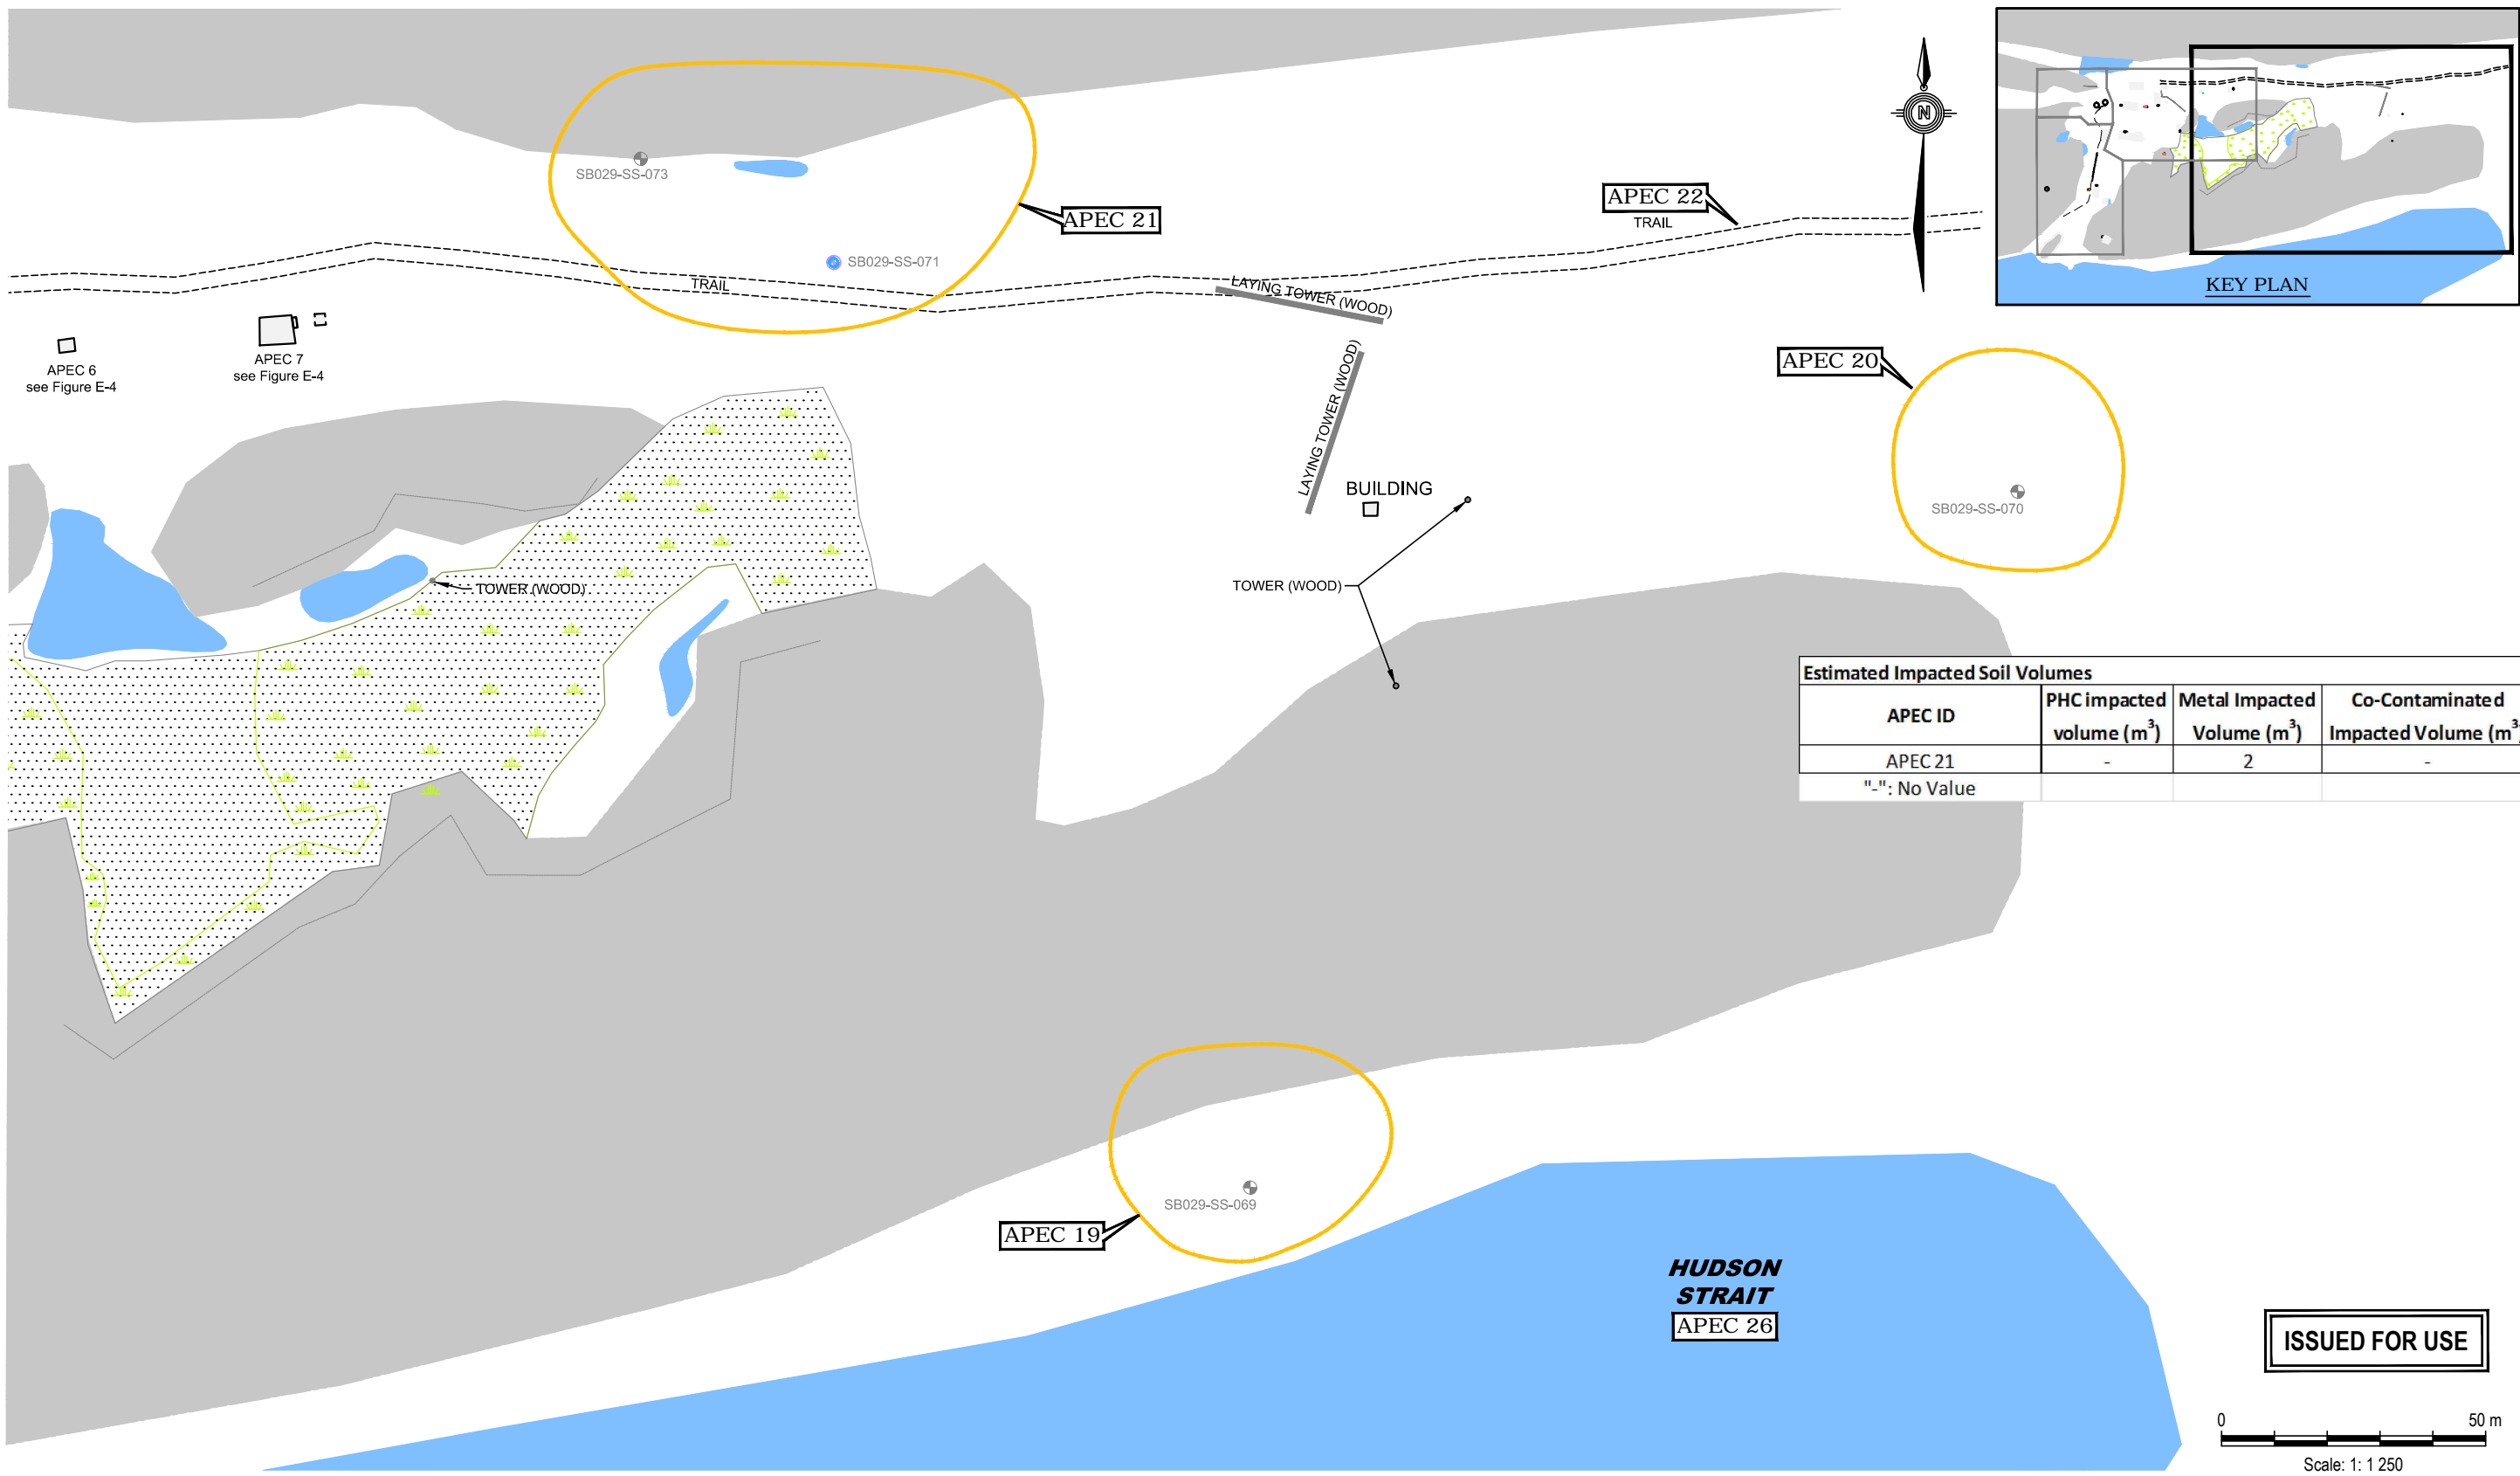 N
KEY PLAN
SB029-SS-073
APEC 21
APEC 22
TRAIL
SB029-SS-071
TRAIL
LAYING TOWER (WOOD)
APEC 6
see Figure E-4
APEC 7
see Figure E-4
LAYING TOWER (WOOD)
APEC 20
BUILDING
SB029-SS-070
TOWER (WOOD)
TOWER (WOOD)
Estimated Impacted Soil Volumes
APEC ID
PHC impacted
volume (m³)
Metal Impacted
Volume (m³)
Co-Contaminated
Impacted Volume (m³
APEC 21 - 2 -
"-": No Value
SB029-SS-069
APEC 19
HUDSON
STRAIT
APEC 26
ISSUED FOR USE
0 50 m
Scale: 1: 1 250